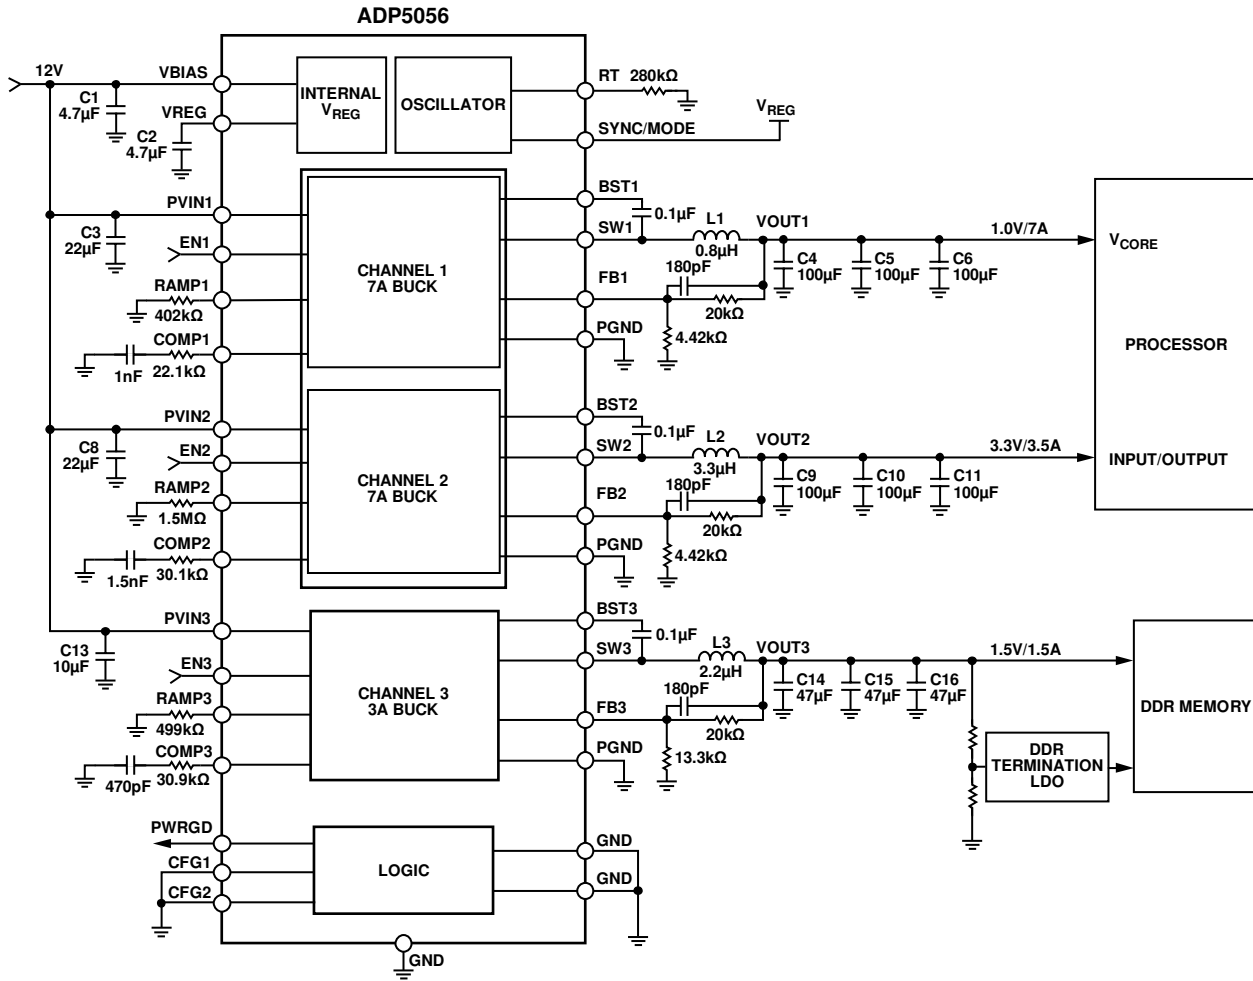 ADP5056
12V
VBIAS
C1
4.7µF
VREG
C2
4.7µF
INTERNAL
VREG
OSCILLATOR
RT 280kΩ
SYNC/MODE
VREG
PVIN1
C3
22µF
EN1
RAMP1
402kΩ
COMP1
1nF 22.1kΩ
CHANNEL 1
7A BUCK
BST1
0.1µF
SW1
L1
0.8µH
VOUT1
180pF
FB1
20kΩ
4.42kΩ
PGND
C4
100µF
C5
100µF
C6
100µF
1.0V/7A
VCORE
PROCESSOR
INPUT/OUTPUT
PVIN2
C8
22µF
EN2
RAMP2
1.5MΩ
COMP2
1.5nF 30.1kΩ
CHANNEL 2
7A BUCK
BST2
0.1µF
SW2
L2
3.3µH
VOUT2
180pF
FB2
20kΩ
4.42kΩ
PGND
C9
100µF
C10
100µF
C11
100µF
3.3V/3.5A
PVIN3
C13
10µF
EN3
RAMP3
499kΩ
COMP3
470pF 30.9kΩ
CHANNEL 3
3A BUCK
BST3
0.1µF
SW3
L3
2.2µH
VOUT3
180pF
FB3
20kΩ
13.3kΩ
PGND
C14
47µF
C15
47µF
C16
47µF
1.5V/1.5A
DDR MEMORY
DDR
TERMINATION
LDO
PWRGD
CFG1
CFG2
LOGIC
GND
GND
GND